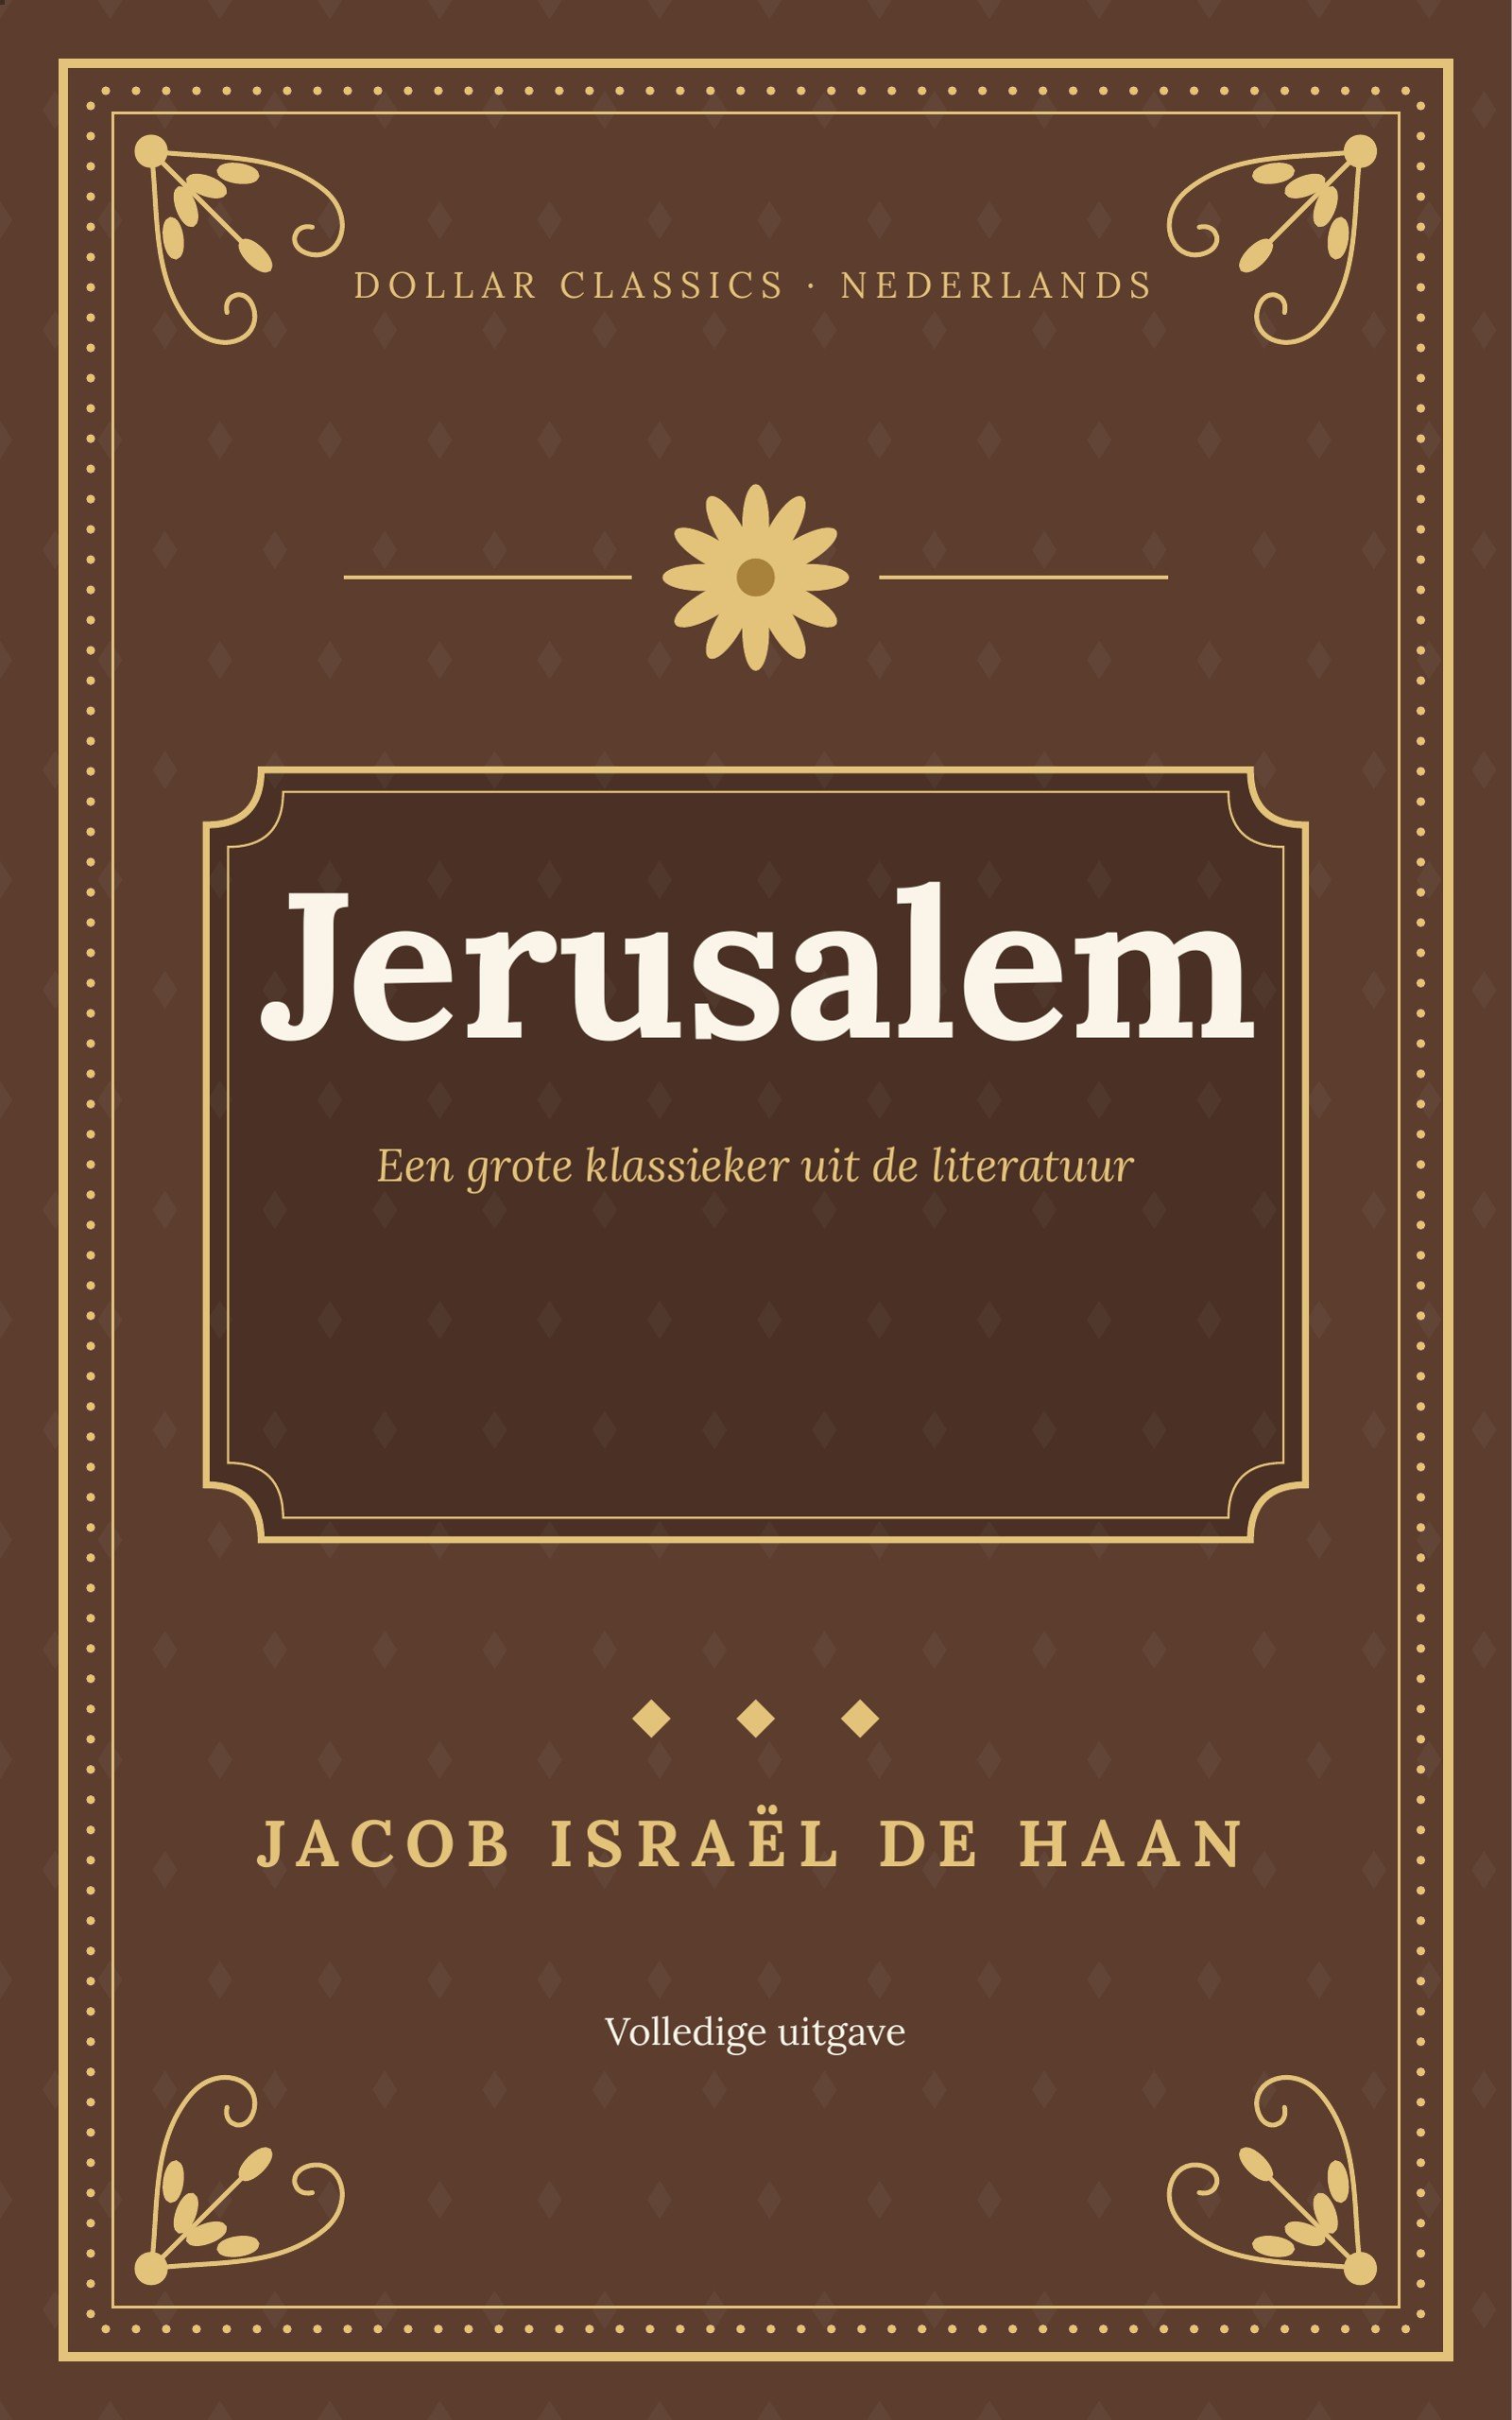 DOLLAR CLASSICS · NEDERLANDS
Jerusalem
Een grote klassieker uit de literatuur
JACOB ISRAËL DE HAAN
Volledige uitgave